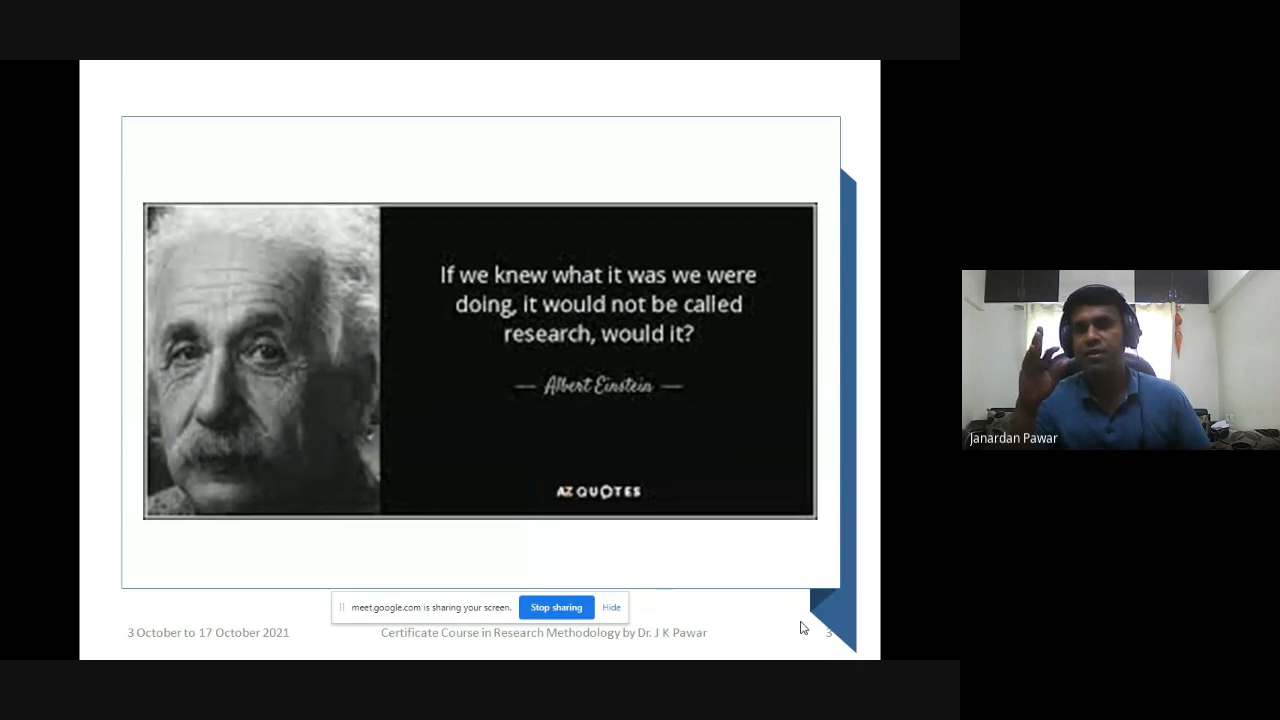 If we knew what it was we were
doing, it would not be called
research, would it?
— Albert Einstein —
AZ QUOTES
meet.google.com is sharing your screen.
Stop sharing
Hide
3 October to 17 October 2021
Certificate Course in Research Methodology by Dr. J K Pawar
3
Janardan Pawar